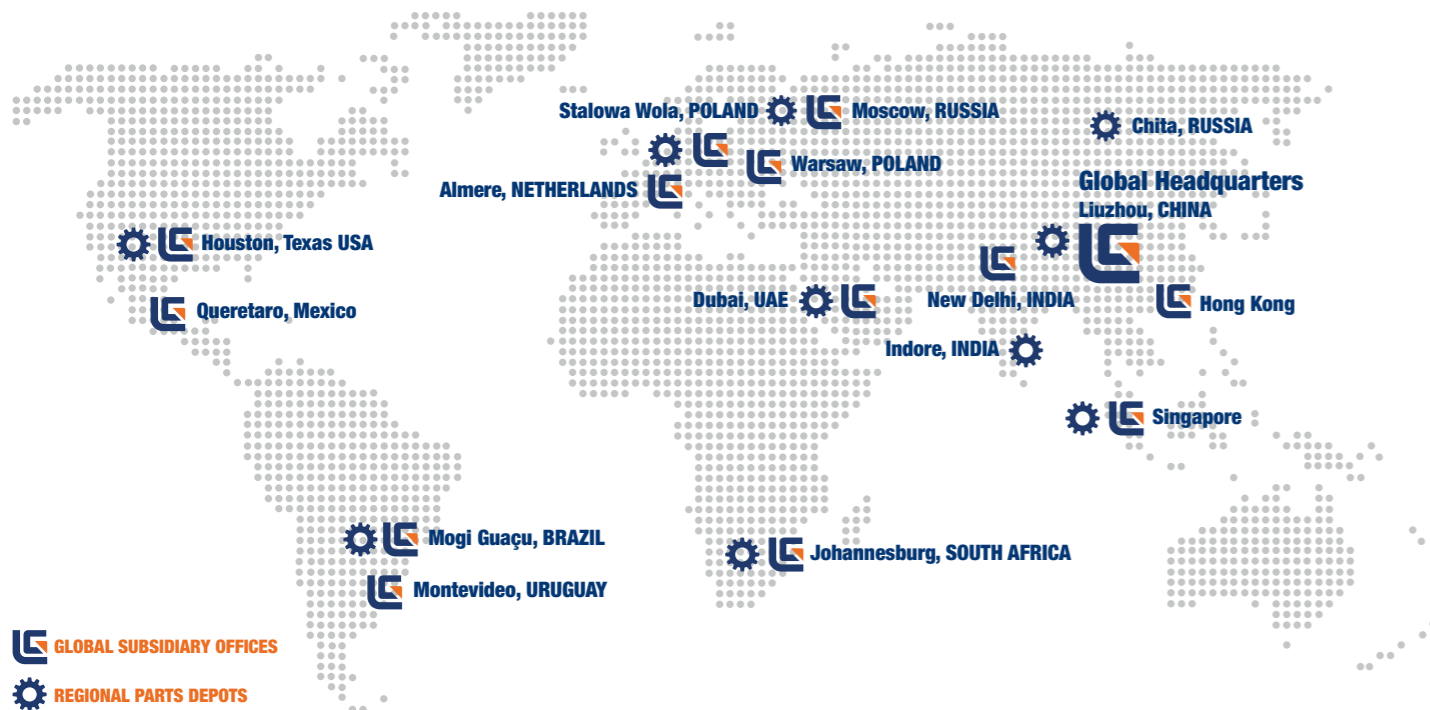 Stalowa Wola, POLAND
Moscow, RUSSIA
Chita, RUSSIA
Warsaw, POLAND
Almere, NETHERLANDS
Global Headquarters
Liuzhou, CHINA
Houston, Texas USA
Queretaro, Mexico
Dubai, UAE
New Delhi, INDIA
Hong Kong
Indore, INDIA
Singapore
Mogi Guaçu, BRAZIL
Johannesburg, SOUTH AFRICA
Montevideo, URUGUAY
GLOBAL SUBSIDIARY OFFICES
REGIONAL PARTS DEPOTS